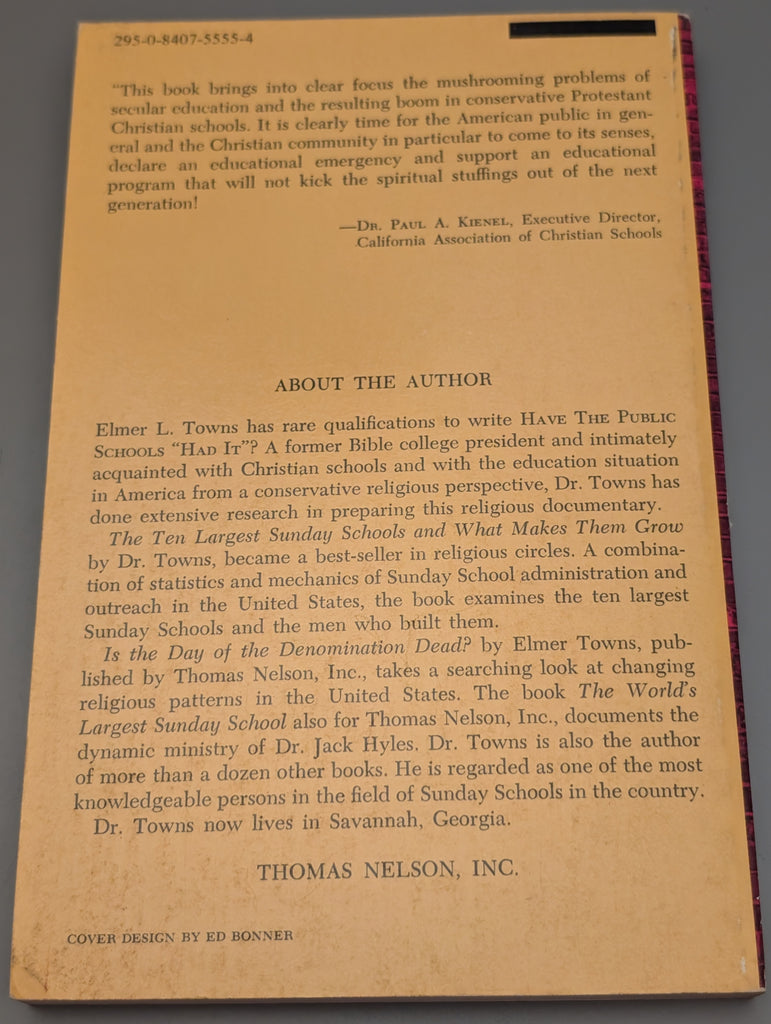 295-0-8407-5555-4
"This book brings into clear focus the mushrooming problems of
secular education and the resulting boom in conservative Protestant
Christian schools. It is clearly time for the American public in gen-
eral and the Christian community in particular to come to its senses,
declare an educational emergency and support an educational
program that will not kick the spiritual stuffings out of the next
generation!
—DR. PAUL A. KIENEL, Executive Director,
California Association of Christian Schools
ABOUT THE AUTHOR
Elmer L. Towns has rare qualifications to write HAVE THE PUBLIC
SCHOOLS "HAD IT"? A former Bible college president and intimately
acquainted with Christian schools and with the education situation
in America from a conservative religious perspective, Dr. Towns has
done extensive research in preparing this religious documentary.
The Ten Largest Sunday Schools and What Makes Them Grow
by Dr. Towns, became a best-seller in religious circles. A combina-
tion of statistics and mechanics of Sunday School administration and
outreach in the United States, the book examines the ten largest
Sunday Schools and the men who built them.
Is the Day of the Denomination Dead? by Elmer Towns, pub-
lished by Thomas Nelson, Inc., takes a searching look at changing
religious patterns in the United States. The book The World's
Largest Sunday School also for Thomas Nelson, Inc., documents the
dynamic ministry of Dr. Jack Hyles. Dr. Towns is also the author
of more than a dozen other books. He is regarded as one of the most
knowledgeable persons in the field of Sunday Schools in the country.
Dr. Towns now lives in Savannah, Georgia.
THOMAS NELSON, INC.
COVER DESIGN BY ED BONNER